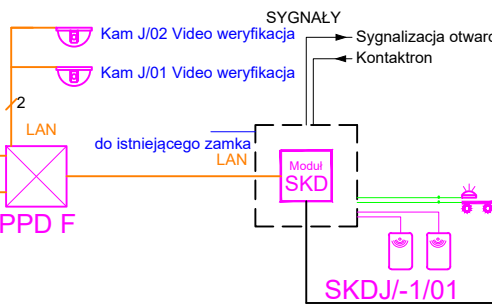 SYGNAŁY
Kam J/02 Video weryfikacja
Sygnalizacja
Kontaktron
Kam J/01 Video weryfikacja
2
LAN
do istniejącego zamka
LAN
Moduł
SKD
PPD F
SKDJ/-1/01